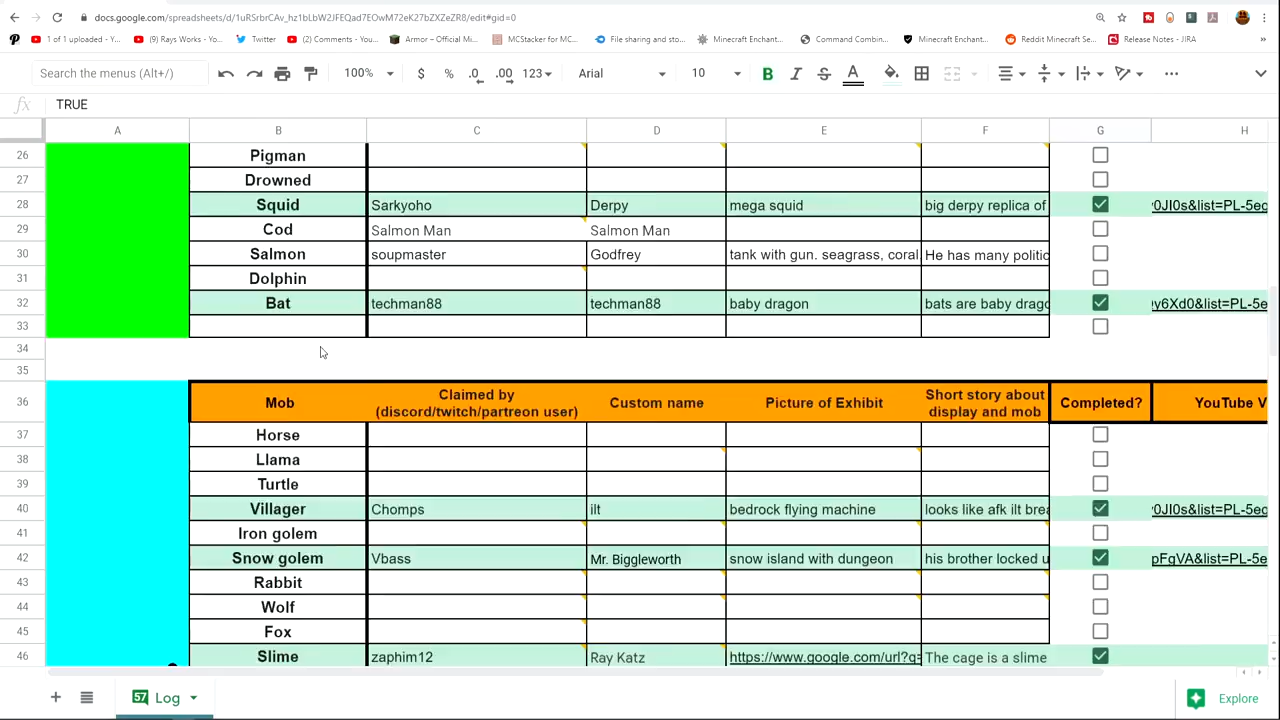 docs.google.com/spreadsheets/d/1uRSrbrCAv_hz1bLbW2JFEQad7EOwM72eK27bZXZeZR8/edit#gid=0
1 of 1 uploaded - Y...
(9) Rays Works - Yo...
Twitter
(2) Comments - You...
Armor – Official Mi...
MCStacker for MC...
File sharing and sto...
Minecraft Enchant...
Command Combin...
Minecraft Enchant...
Reddit Minecraft Se...
Release Notes - JIRA
»
Search the menus (Alt+/)
100%
$
%
.0
.00
123
Arial
10
B
I
S
A
fx
TRUE
A B C D E F G H
26 Pigman
27 Drowned
28 Squid Sarkyoho Derpy mega squid big derpy replica of v0JI0s&list=PL-5eq
29 Cod Salmon Man Salmon Man
30 Salmon soupmaster Godfrey tank with gun. seagrass, coral, He has many politic
31 Dolphin
32 Bat techman88 techman88 baby dragon bats are baby drago v6Xd0&list=PL-5e
33
34
35
36 Mob Claimed by (discord/twitch/partreon user) Custom name Picture of Exhibit Short story about display and mob Completed? YouTube V
37 Horse
38 Llama
39 Turtle
40 Villager Chomps ilt bedrock flying machine looks like afk ilt brea v0JI0s&list=PL-5eq
41 Iron golem
42 Snow golem Vbass Mr. Biggleworth snow island with dungeon his brother locked u pFgVA&list=PL-5e
43 Rabbit
44 Wolf
45 Fox
46 Slime zaphim12 Ray Katz https://www.google.com/url?q= The cage is a slime
57 Log
Explore